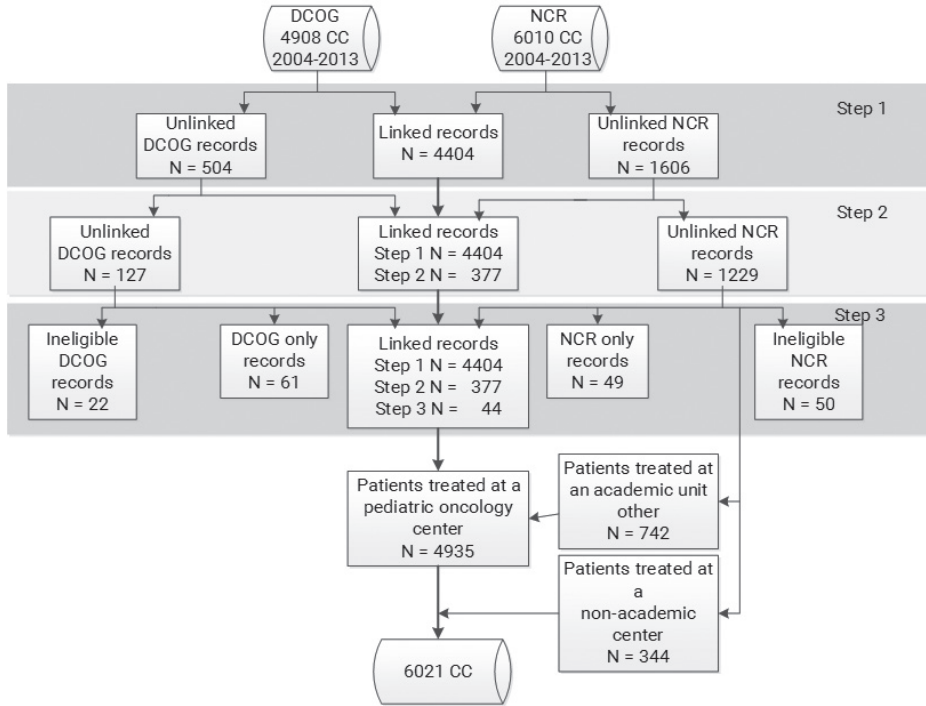 DCOG
4908 CC
2004-2013
NCR
6010 CC
2004-2013
Step 1
Unlinked
DCOG records
N = 504
Linked records
N = 4404
Unlinked NCR
records
N = 1606
Step 2
Unlinked
DCOG records
N = 127
Linked records
Step 1 N = 4404
Step 2 N = 377
Unlinked NCR
records
N = 1229
Step 3
Ineligible
DCOG
records
N = 22
DCOG only
records
N = 61
Linked records
Step 1 N = 4404
Step 2 N = 377
Step 3 N = 44
NCR only
records
N = 49
Ineligible
NCR
records
N = 50
Patients treated at a
pediatric oncology
center
N = 4935
Patients treated at
an academic unit
other
N = 742
Patients treated at
a
non-academic
center
N = 344
6021 CC